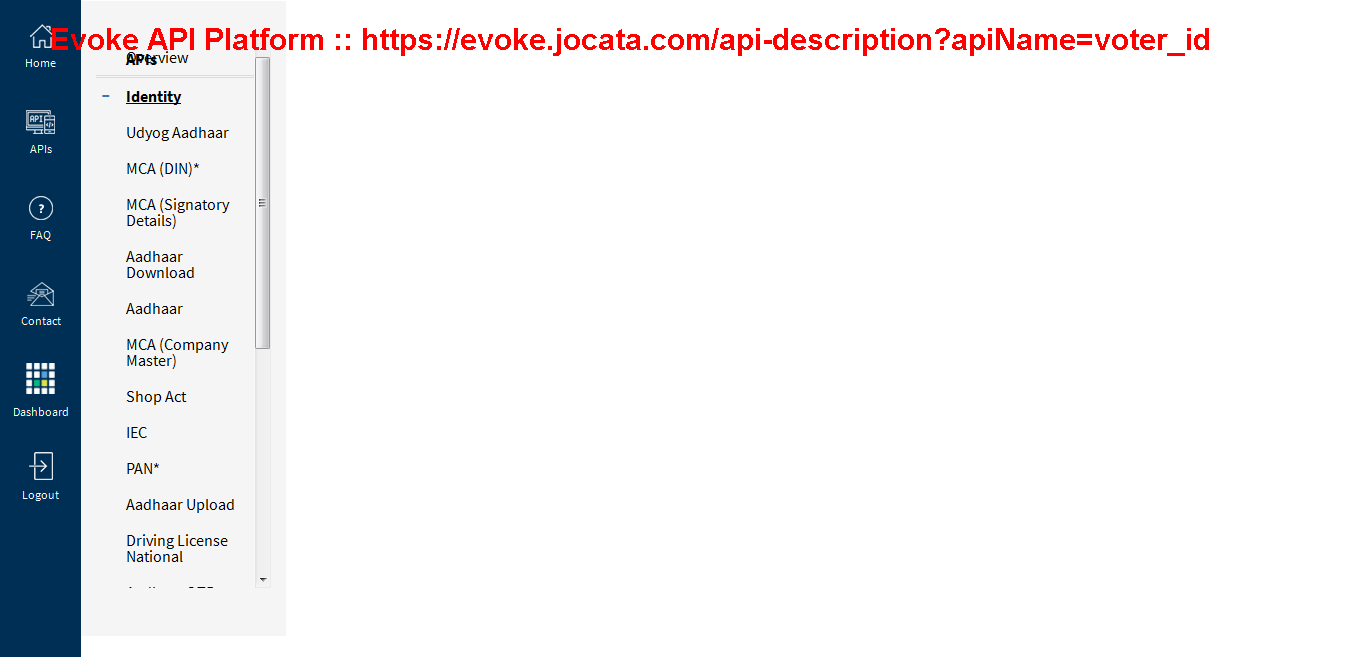 Evoke API Platform :: https://evoke.jocata.com/api-description?apiName=voter_id
Home
APIs
FAQ
Contact
Dashboard
Logout
Overview
APIs
Identity
Udyog Aadhaar
MCA (DIN)*
MCA (Signatory
Details)
Aadhaar
Download
Aadhaar
MCA (Company
Master)
Shop Act
IEC
PAN*
Aadhaar Upload
Driving License
National